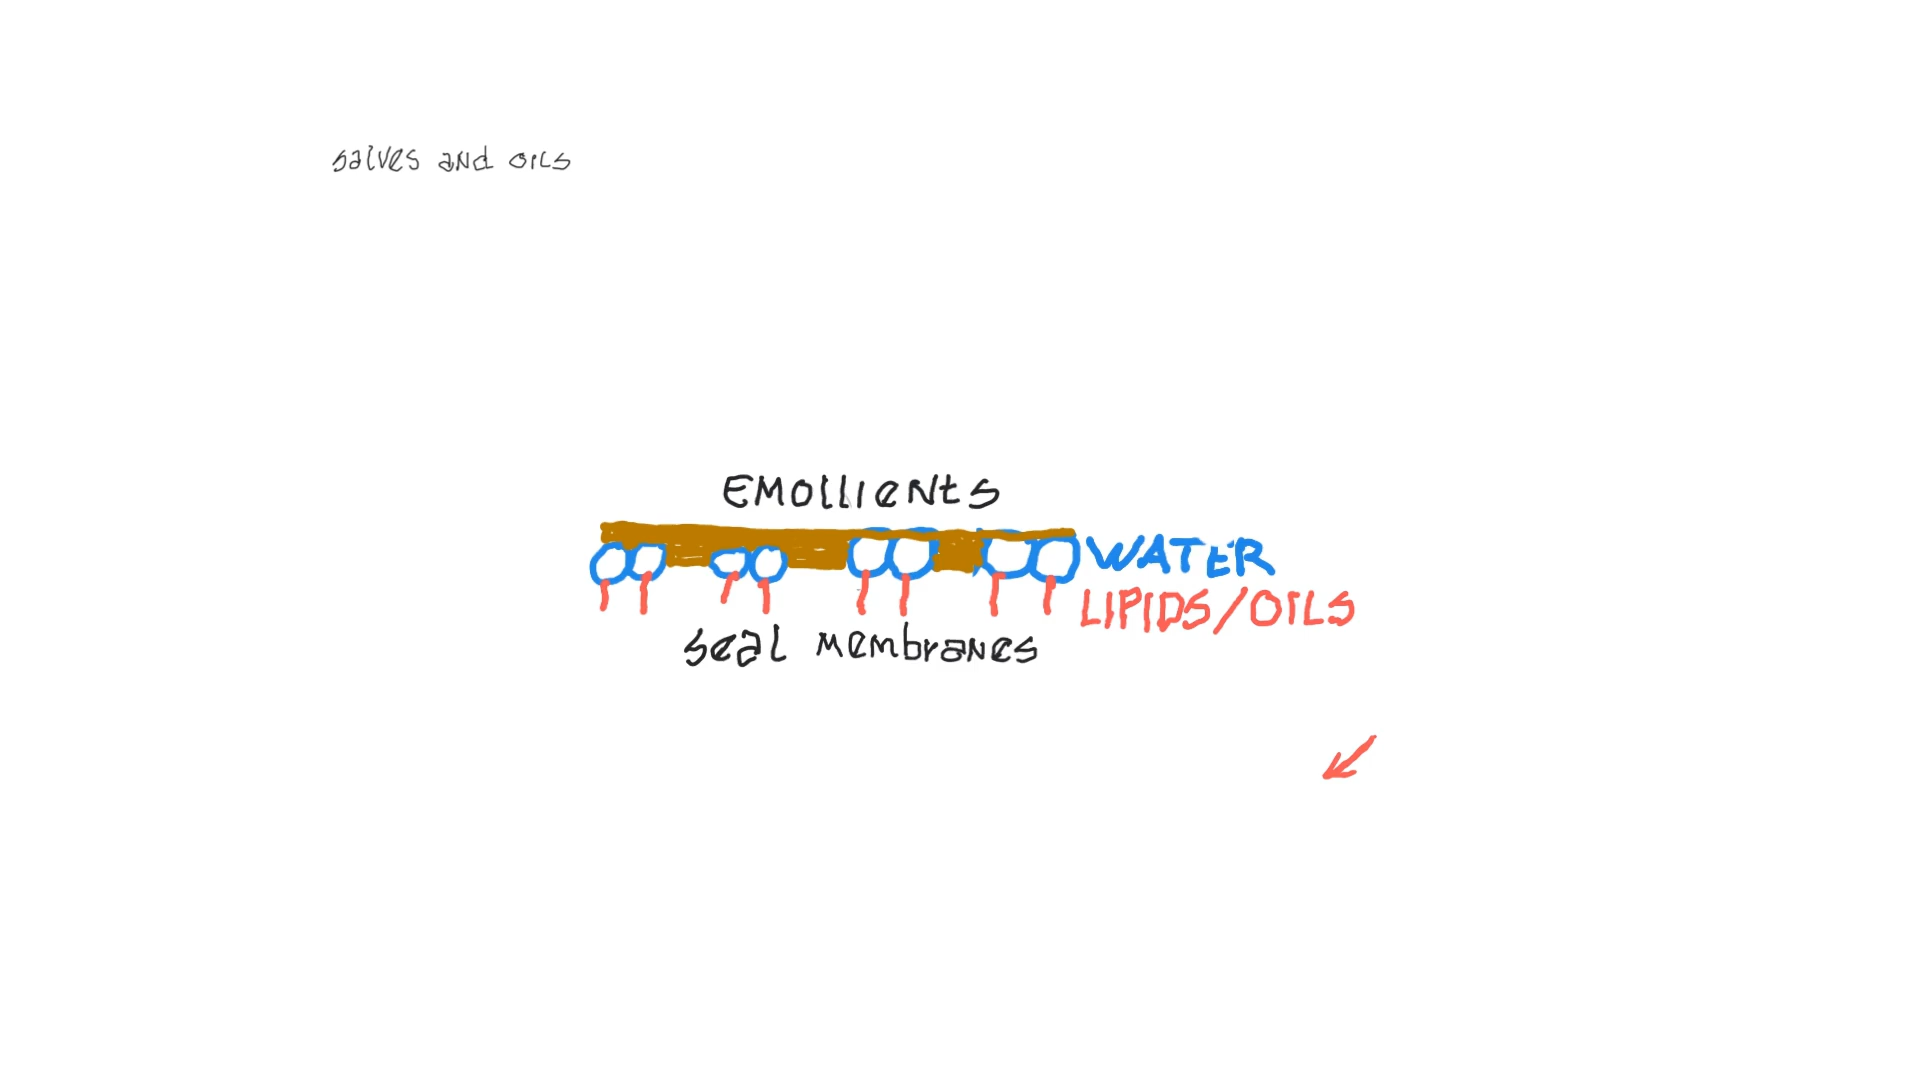 salves and oils
EMOllIENtS
WATER
LIPIDS/OILS
seal membranes